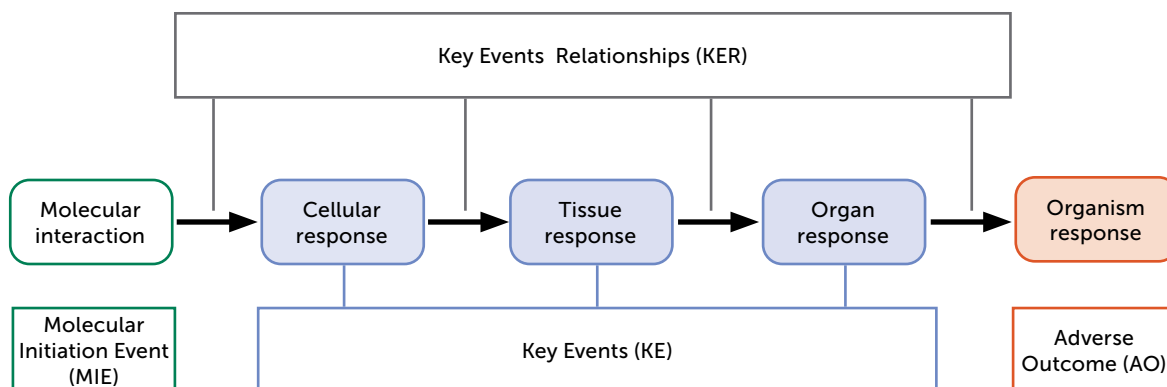 Key Events Relationships (KER)
Molecular
interaction
Cellular
response
Tissue
response
Organ
response
Organism
response
Molecular
Initiation Event
(MIE)
Key Events (KE)
Adverse
Outcome (AO)